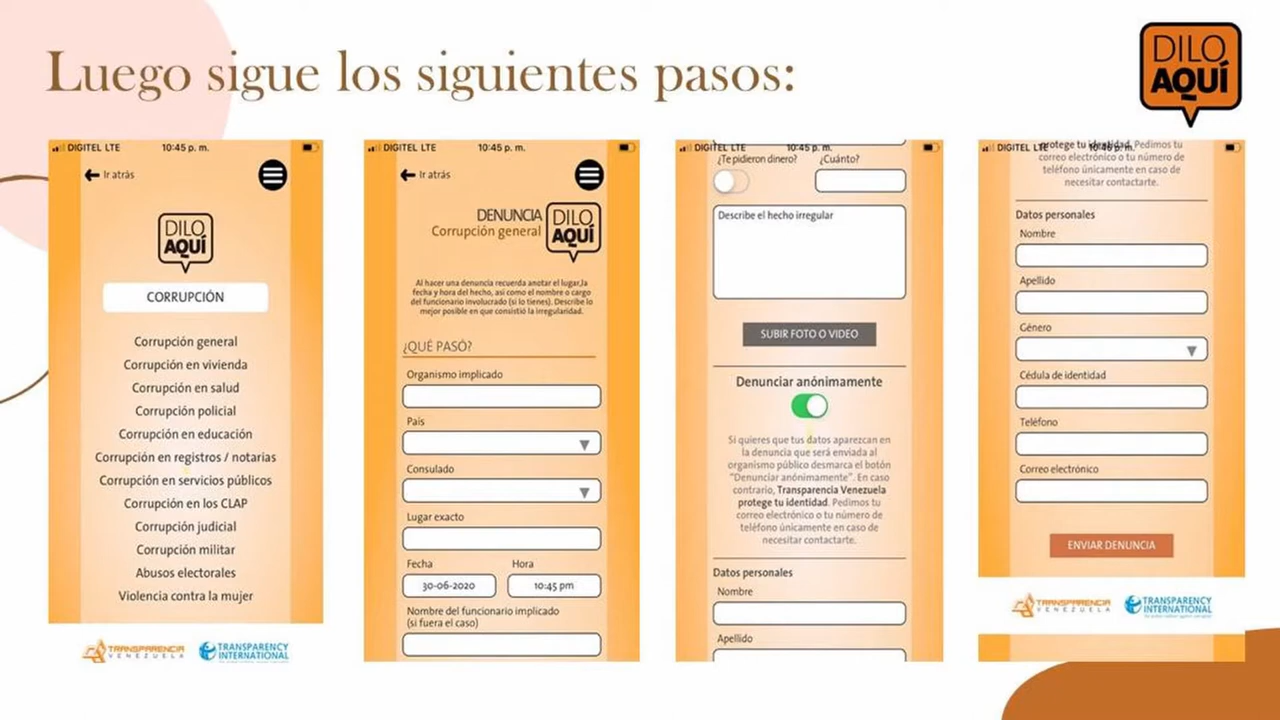 Luego sigue los siguientes pasos:
DILO
AQUÍ
DIGITEL LTE 10:45 p. m.
Ir atrás
DILO
AQUÍ
CORRUPCIÓN
Corrupción general
Corrupción en vivienda
Corrupción en salud
Corrupción policial
Corrupción en educación
Corrupción en registros / notarias
Corrupción en servicios públicos
Corrupción en los CLAP
Corrupción judicial
Corrupción militar
Abusos electorales
Violencia contra la mujer
TRANSPARENCIA
VENEZUELA
TRANSPARENCY
INTERNATIONAL
DIGITEL LTE 10:45 p. m.
Ir atrás
DENUNCIA
Corrupción general
DILO
AQUÍ
Al hacer una denuncia recuerda anotar el lugar,la
fecha y hora del hecho, así como el nombre o cargo
del funcionario involucrado (si lo tienes). Describe lo
mejor posible en que consistió la irregularidad.
¿QUÉ PASÓ?
Organismo implicado
País
Consulado
Lugar exacto
Fecha Hora
30-06-2020 10:45 pm
Nombre del funcionario implicado
(si fuera el caso)
DIGITEL LTE 10:45 p. m.
¿Te pidieron dinero? ¿Cuánto?
Describe el hecho irregular
SUBIR FOTO O VIDEO
Denunciar anónimamente
Si quieres que tus datos aparezcan en
la denuncia que será enviada al
organismo público desmarca el botón
“Denunciar anónimamente”. En caso
contrario, Transparencia Venezuela
protege tu identidad. Pedimos tu
correo electrónico o tu número de
teléfono únicamente en caso de
necesitar contactarte.
Datos personales
Nombre
Apellido
DIGITEL LTE
protege tu identidad. Pedimos tu
correo electrónico o tu número de
teléfono únicamente en caso de
necesitar contactarte.
Datos personales
Nombre
Apellido
Género
Cédula de identidad
Teléfono
Correo electrónico
ENVIAR DENUNCIA
TRANSPARENCIA
VENEZUELA
TRANSPARENCY
INTERNATIONAL